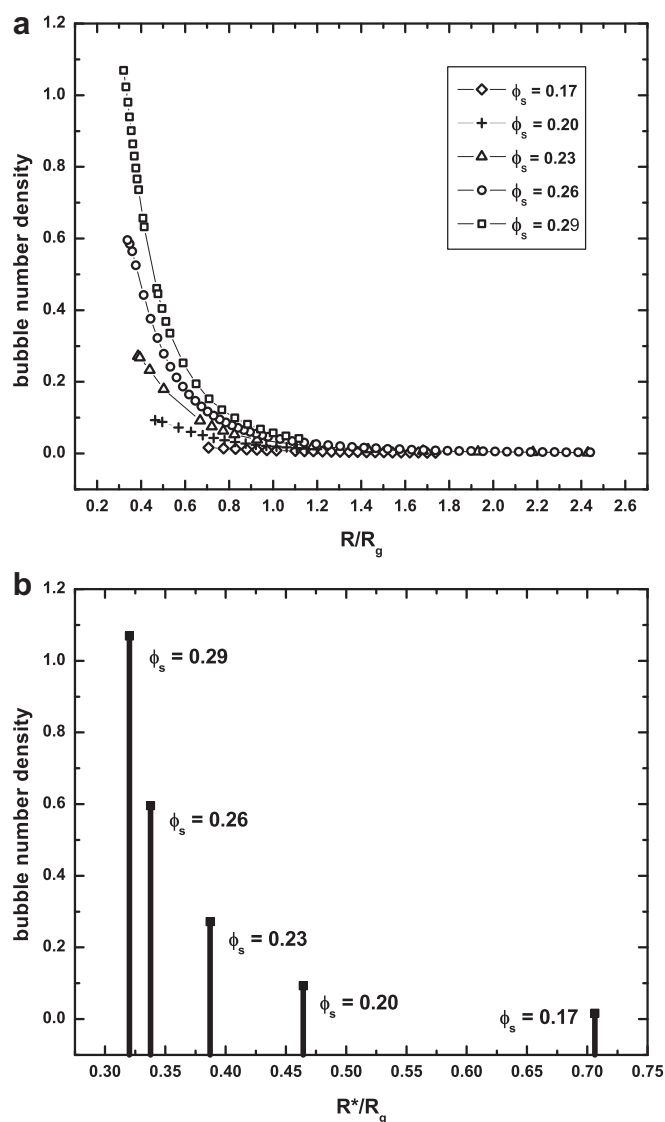 a
1.2
1.0
0.8
0.6
0.4
0.2
0.0
bubble number density
0.2 0.4 0.6 0.8 1.0 1.2 1.4 1.6 1.8 2.0 2.2 2.4 2.6
R/Rg
ϕs = 0.17
ϕs = 0.20
ϕs = 0.23
ϕs = 0.26
ϕs = 0.29
b
1.2
1.0
0.8
0.6
0.4
0.2
0.0
bubble number density
ϕs = 0.29
ϕs = 0.26
ϕs = 0.23
ϕs = 0.20
ϕs = 0.17
0.30 0.35 0.40 0.45 0.50 0.55 0.60 0.65 0.70 0.75
R*/Rg